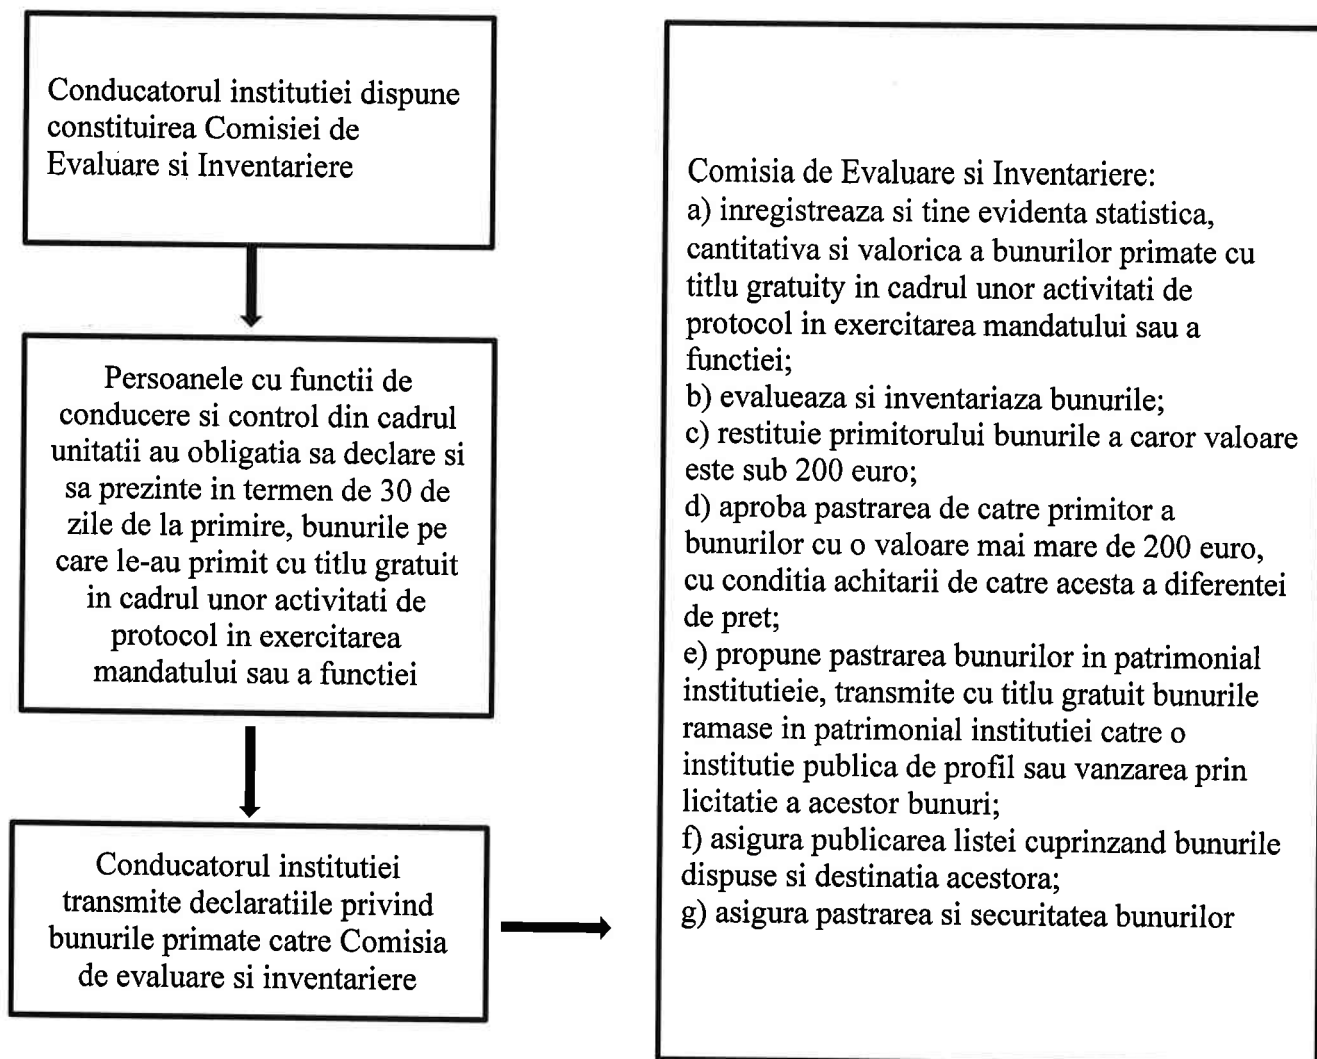 Conducatorul institutiei dispune
constituirea Comisiei de
Evaluare si Inventariere
Persoanele cu functii de
conducere si control din cadrul
unitatii au obligatia sa declare si
sa prezinte in termen de 30 de
zile de la primire, bunurile pe
care le-au primit cu titlu gratuit
in cadrul unor activitati de
protocol in exercitarea
mandatului sau a functiei
Conducatorul institutiei
transmite declaratiile privind
bunurile primate catre Comisia
de evaluare si inventariere
Comisia de Evaluare si Inventariere:
a) inregistreaza si tine evidenta statistica,
cantitativa si valorica a bunurilor primate cu
titlu gratuity in cadrul unor activitati de
protocol in exercitarea mandatului sau a
functiei;
b) evalueaza si inventariaza bunurile;
c) restituie primitorului bunurile a caror valoare
este sub 200 euro;
d) aproba pastrarea de catre primitor a
bunurilor cu o valoare mai mare de 200 euro,
cu conditia achitarii de catre acesta a diferentei
de pret;
e) propune pastrarea bunurilor in patrimonial
institutieie, transmite cu titlu gratuit bunurile
ramase in patrimonial institutiei catre o
institutie publica de profil sau vanzarea prin
licitatie a acestor bunuri;
f) asigura publicarea listei cuprinzand bunurile
dispuse si destinatia acestora;
g) asigura pastrarea si securitatea bunurilor